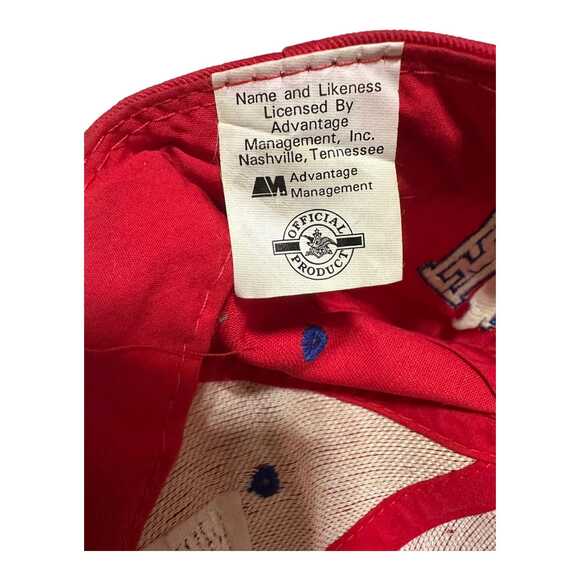 Name and Likeness
Licensed By
Advantage
Management, Inc.
Nashville, Tennessee
AM Advantage
Management
OFFICIAL
PRODUCT